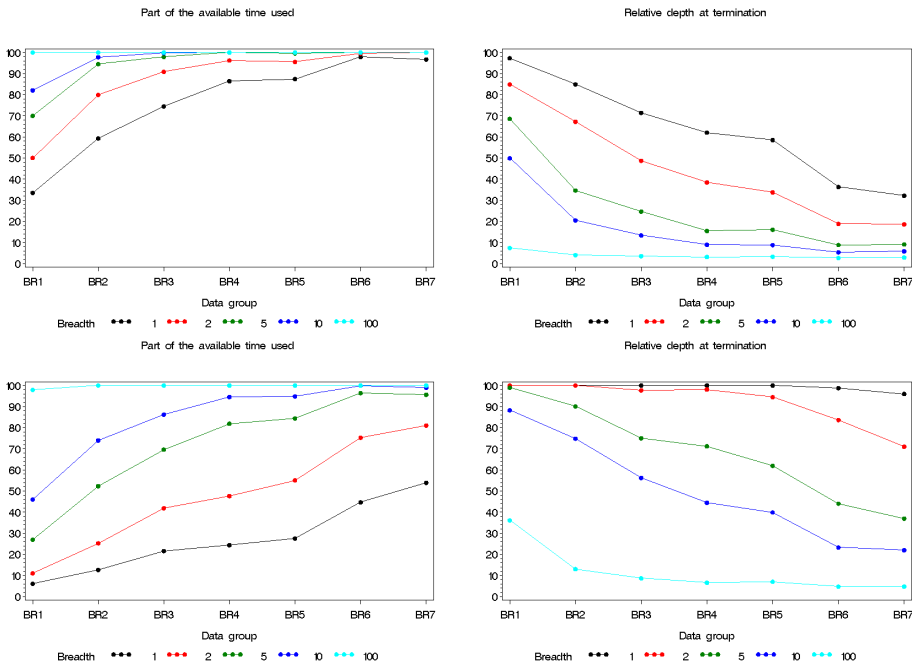 Part of the available time used
Relative depth at termination
100
90
80
70
60
50
40
30
20
10
0
100
90
80
70
60
50
40
30
20
10
0
BR1 BR2 BR3 BR4 BR5 BR6 BR7
BR1 BR2 BR3 BR4 BR5 BR6 BR7
Data group
Data group
Breadth 1 2 5 10 100
Breadth 1 2 5 10 100
Part of the available time used
Relative depth at termination
100
90
80
70
60
50
40
30
20
10
0
100
90
80
70
60
50
40
30
20
10
0
BR1 BR2 BR3 BR4 BR5 BR6 BR7
BR1 BR2 BR3 BR4 BR5 BR6 BR7
Data group
Data group
Breadth 1 2 5 10 100
Breadth 1 2 5 10 100